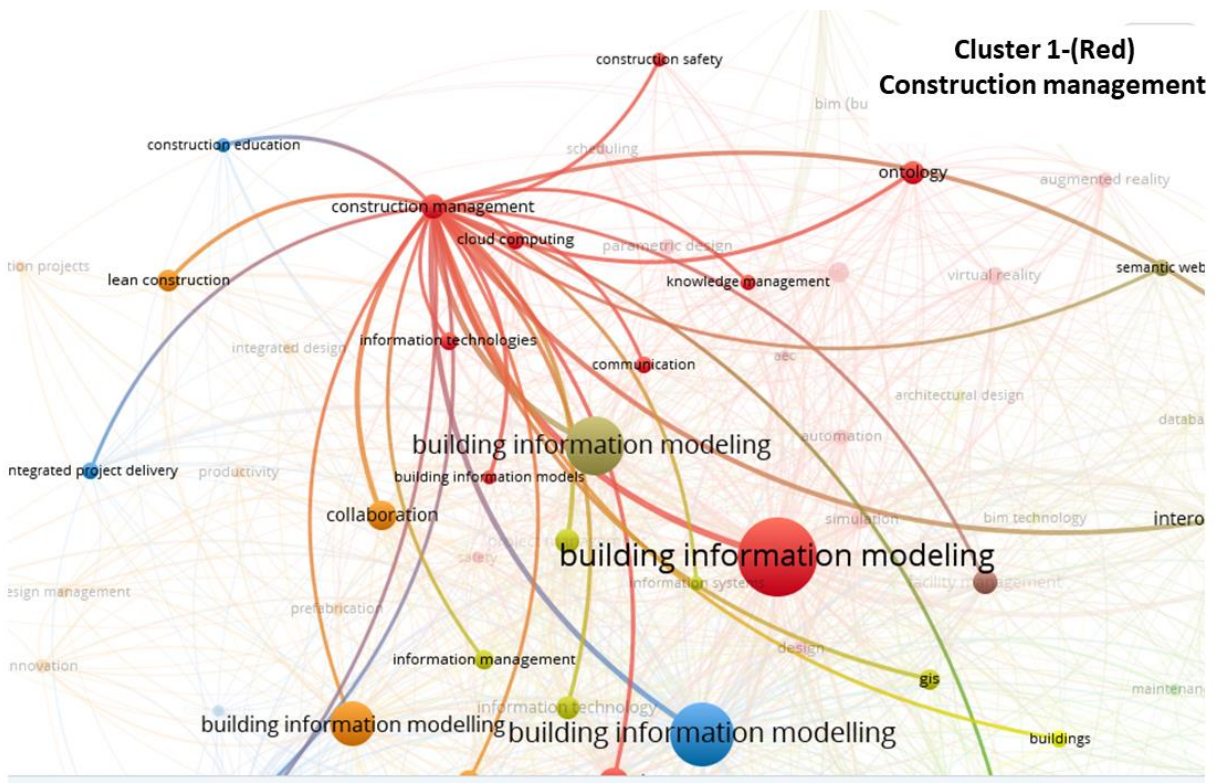 Cluster 1-(Red)
Construction management
construction safety
bim (bu
construction education
scheduling
ontology
augmented reality
construction management
cloud computing
parametric design
tion projects
lean construction
knowledge management
virtual reality
semantic web
information technologies
integrated design
communication
aec
architectural design
databa
building information modeling
automation
integrated project delivery
productivity
building information models
collaboration
simulation
bim technology
intero
building information modeling
safety
information systems
facility management
esign management
prefabrication
design
information management
nnovation
gis
maintenan
information technology
building information modelling
building information modelling
buildings